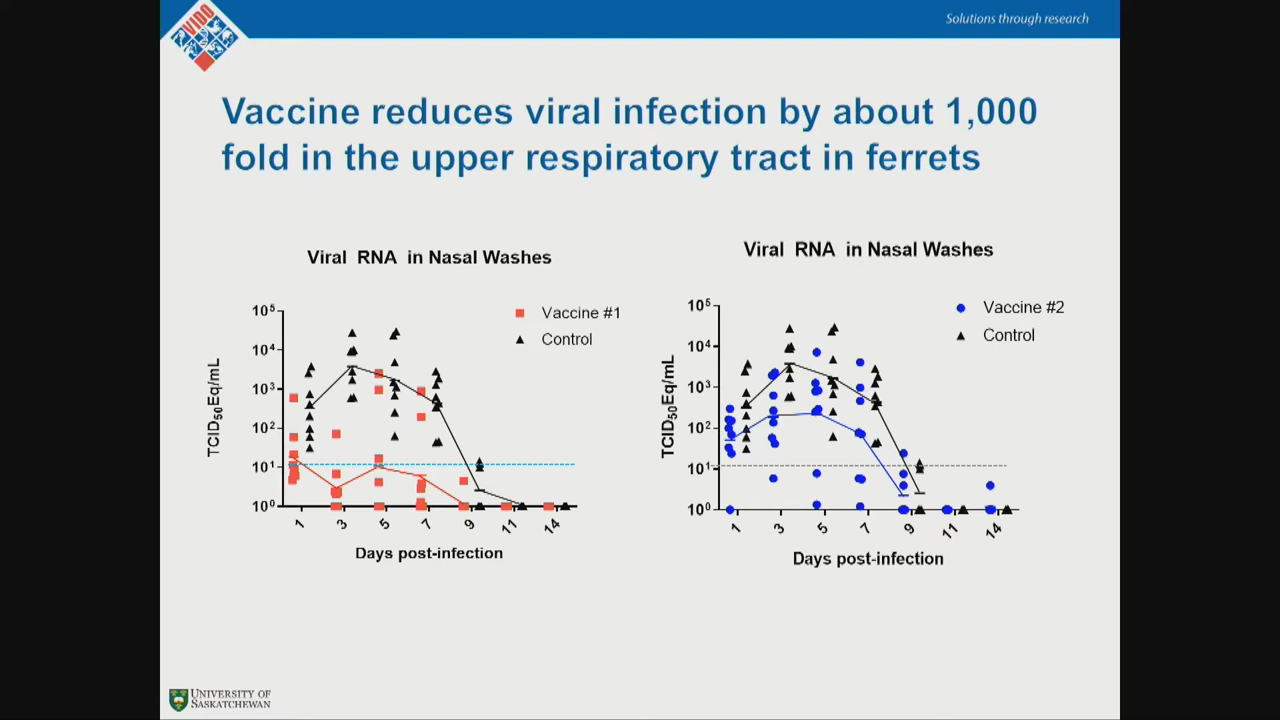 VIDO
Solutions through research
Vaccine reduces viral infection by about 1,000
fold in the upper respiratory tract in ferrets
Viral RNA in Nasal Washes
10⁵
10⁴
10³
10²
10¹
10⁰
TCID₅₀Eq/mL
Vaccine #1
Control
1 3 5 7 9 11 14
Days post-infection
Viral RNA in Nasal Washes
10⁵
10⁴
10³
10²
10¹
10⁰
TCID₅₀Eq/mL
Vaccine #2
Control
1 3 5 7 9 11 14
Days post-infection
UNIVERSITY OF
SASKATCHEWAN